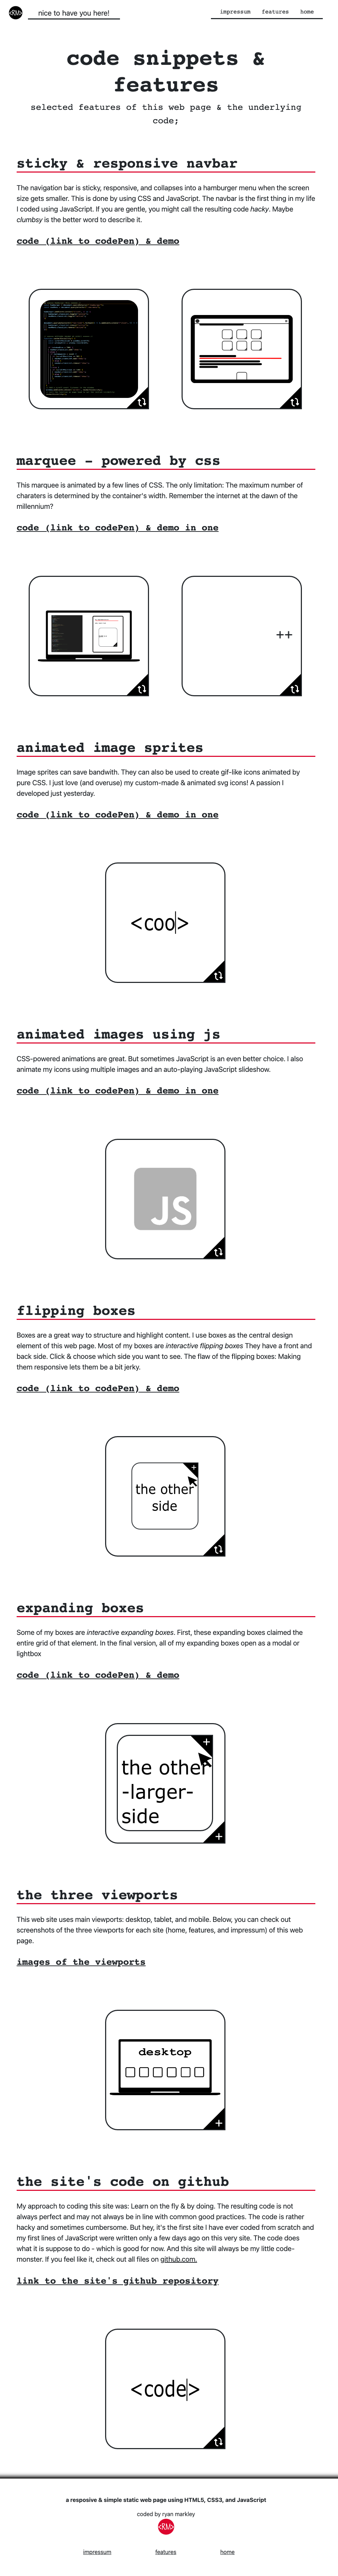 <RM>
nice to have you here!
impressum features home
code snippets &
features
selected features of this web page & the underlying
code;
sticky & responsive navbar
The navigation bar is sticky, responsive, and collapses into a hamburger menu when the screen
size gets smaller. This is done by using CSS and JavaScript. The navbar is the first thing in my life
I coded using JavaScript. If you are gentle, you might call the resulting code hacky. Maybe
clumbsy is the better word to describe it.
code (link to codePen) & demo
marquee - powered by css
This marquee is animated by a few lines of CSS. The only limitation: The maximum number of
charaters is determined by the container's width. Remember the internet at the dawn of the
millennium?
code (link to codePen) & demo in one
++
animated image sprites
Image sprites can save bandwith. They can also be used to create gif-like icons animated by
pure CSS. I just love (and overuse) my custom-made & animated svg icons! A passion I
developed just yesterday.
code (link to codePen) & demo in one
<coo|>
animated images using js
CSS-powered animations are great. But sometimes JavaScript is an even better choice. I also
animate my icons using multiple images and an auto-playing JavaScript slideshow.
code (link to codePen) & demo in one
JS
flipping boxes
Boxes are a great way to structure and highlight content. I use boxes as the central design
element of this web page. Most of my boxes are interactive flipping boxes They have a front and
back side. Click & choose which side you want to see. The flaw of the flipping boxes: Making
them responsive lets them be a bit jerky.
code (link to codePen) & demo
+
the other
side
expanding boxes
Some of my boxes are interactive expanding boxes. First, these expanding boxes claimed the
entire grid of that element. In the final version, all of my expanding boxes open as a modal or
lightbox
code (link to codePen) & demo
+
the other
-larger-
side
+
the three viewports
This web site uses main viewports: desktop, tablet, and mobile. Below, you can check out
screenshots of the three viewports for each site (home, features, and impressum) of this web
page.
images of the viewports
desktop
+
the site's code on github
My approach to coding this site was: Learn on the fly & by doing. The resulting code is not
always perfect and may not always be in line with common good practices. The code is rather
hacky and sometimes cumbersome. But hey, it's the first site I have ever coded from scratch and
my first lines of JavaScript were written only a few days ago on this very site. The code does
what it is suppose to do - which is good for now. And this site will always be my little code-
monster. If you feel like it, check out all files on github.com.
link to the site's github repository
<code|>
a resposive & simple static web page using HTML5, CSS3, and JavaScript
coded by ryan markley
<RM>
impressum features home